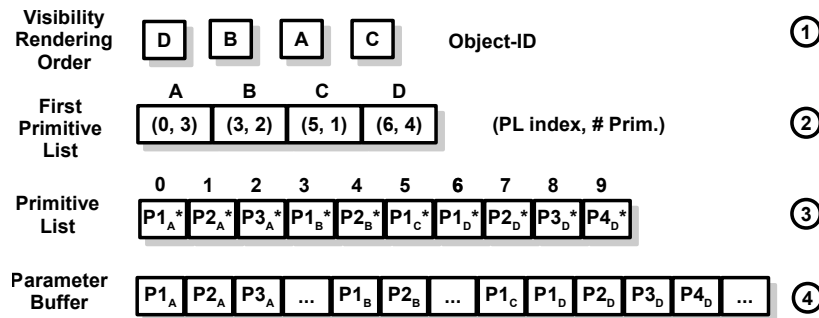 Visibility
Rendering
Order
D B A C Object-ID 1
A B C D
First
Primitive
List
(0, 3) (3, 2) (5, 1) (6, 4) (PL index, # Prim.) 2
0 1 2 3 4 5 6 7 8 9
Primitive
List
P1A* P2A* P3A* P1B* P2B* P1C* P1D* P2D* P3D* P4D* 3
Parameter
Buffer
P1A P2A P3A ... P1B P2B ... P1C P1D P2D P3D P4D ... 4